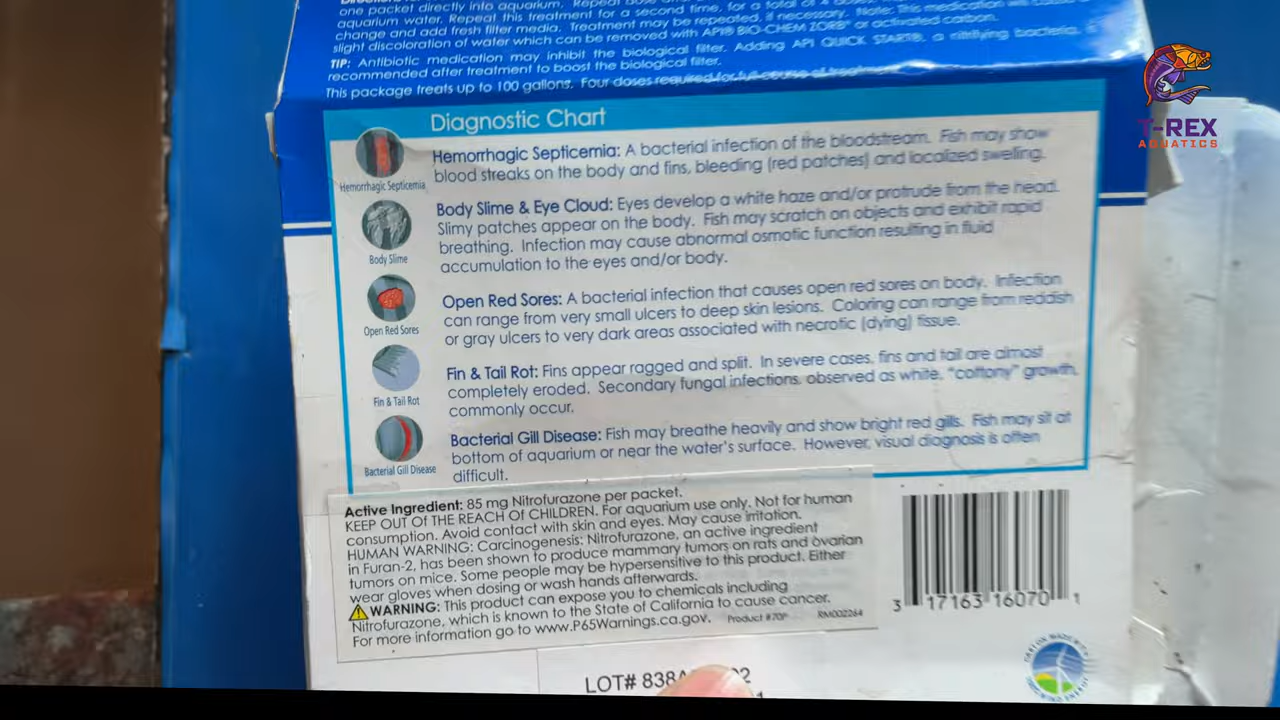 one packet directly into aquarium. Repeat
aquarium water. Repeat this treatment for a second time, for a total of 4
change and add fresh filter media. Treatment may be repeated, if necessary. Note: This medication
slight discoloration of water which can be removed with API® BIO-CHEM ZORB® or activated carbon.
TIP: Antibiotic medication may inhibit the biological filter. Adding API QUICK START®, a nitrifying bacteria, is
recommended after treatment to boost the biological filter.
This package treats up to 100 gallons. Four doses required for full course of
T-REX
AQUATICS
Diagnostic Chart
Hemorrhagic Septicemia
Hemorrhagic Septicemia: A bacterial infection of the bloodstream. Fish may show
blood streaks on the body and fins, bleeding (red patches) and localized swelling.
Body Slime
Body Slime & Eye Cloud: Eyes develop a white haze and/or protrude from the head.
Slimy patches appear on the body. Fish may scratch on objects and exhibit rapid
breathing. Infection may cause abnormal osmotic function resulting in fluid
accumulation to the eyes and/or body.
Open Red Sores
Open Red Sores: A bacterial infection that causes open red sores on body. Infection
can range from very small ulcers to deep skin lesions. Coloring can range from reddish
or gray ulcers to very dark areas associated with necrotic (dying) tissue.
Fin & Tail Rot
Fin & Tail Rot: Fins appear ragged and split. In severe cases, fins and tail are almost
completely eroded. Secondary fungal infections, observed as white, "cottony" growth,
commonly occur.
Bacterial Gill Disease
Bacterial Gill Disease: Fish may breathe heavily and show bright red gills. Fish may sit at
bottom of aquarium or near the water's surface. However, visual diagnosis is often
difficult.
Active Ingredient: 85 mg Nitrofurazone per packet.
KEEP OUT OF THE REACH OF CHILDREN. For aquarium use only. Not for human
consumption. Avoid contact with skin and eyes. May cause irritation.
HUMAN WARNING: Carcinogenesis: Nitrofurazone, an active ingredient
in Furan-2, has been shown to produce mammary tumors on rats and ovarian
tumors on mice. Some people may be hypersensitive to this product. Either
wear gloves when dosing or wash hands afterwards.
WARNING: This product can expose you to chemicals including
Nitrofurazone, which is known to the State of California to cause cancer.
For more information go to www.P65Warnings.ca.gov. Product #70P RM002264
3 17163 16070 1
LOT# 838A